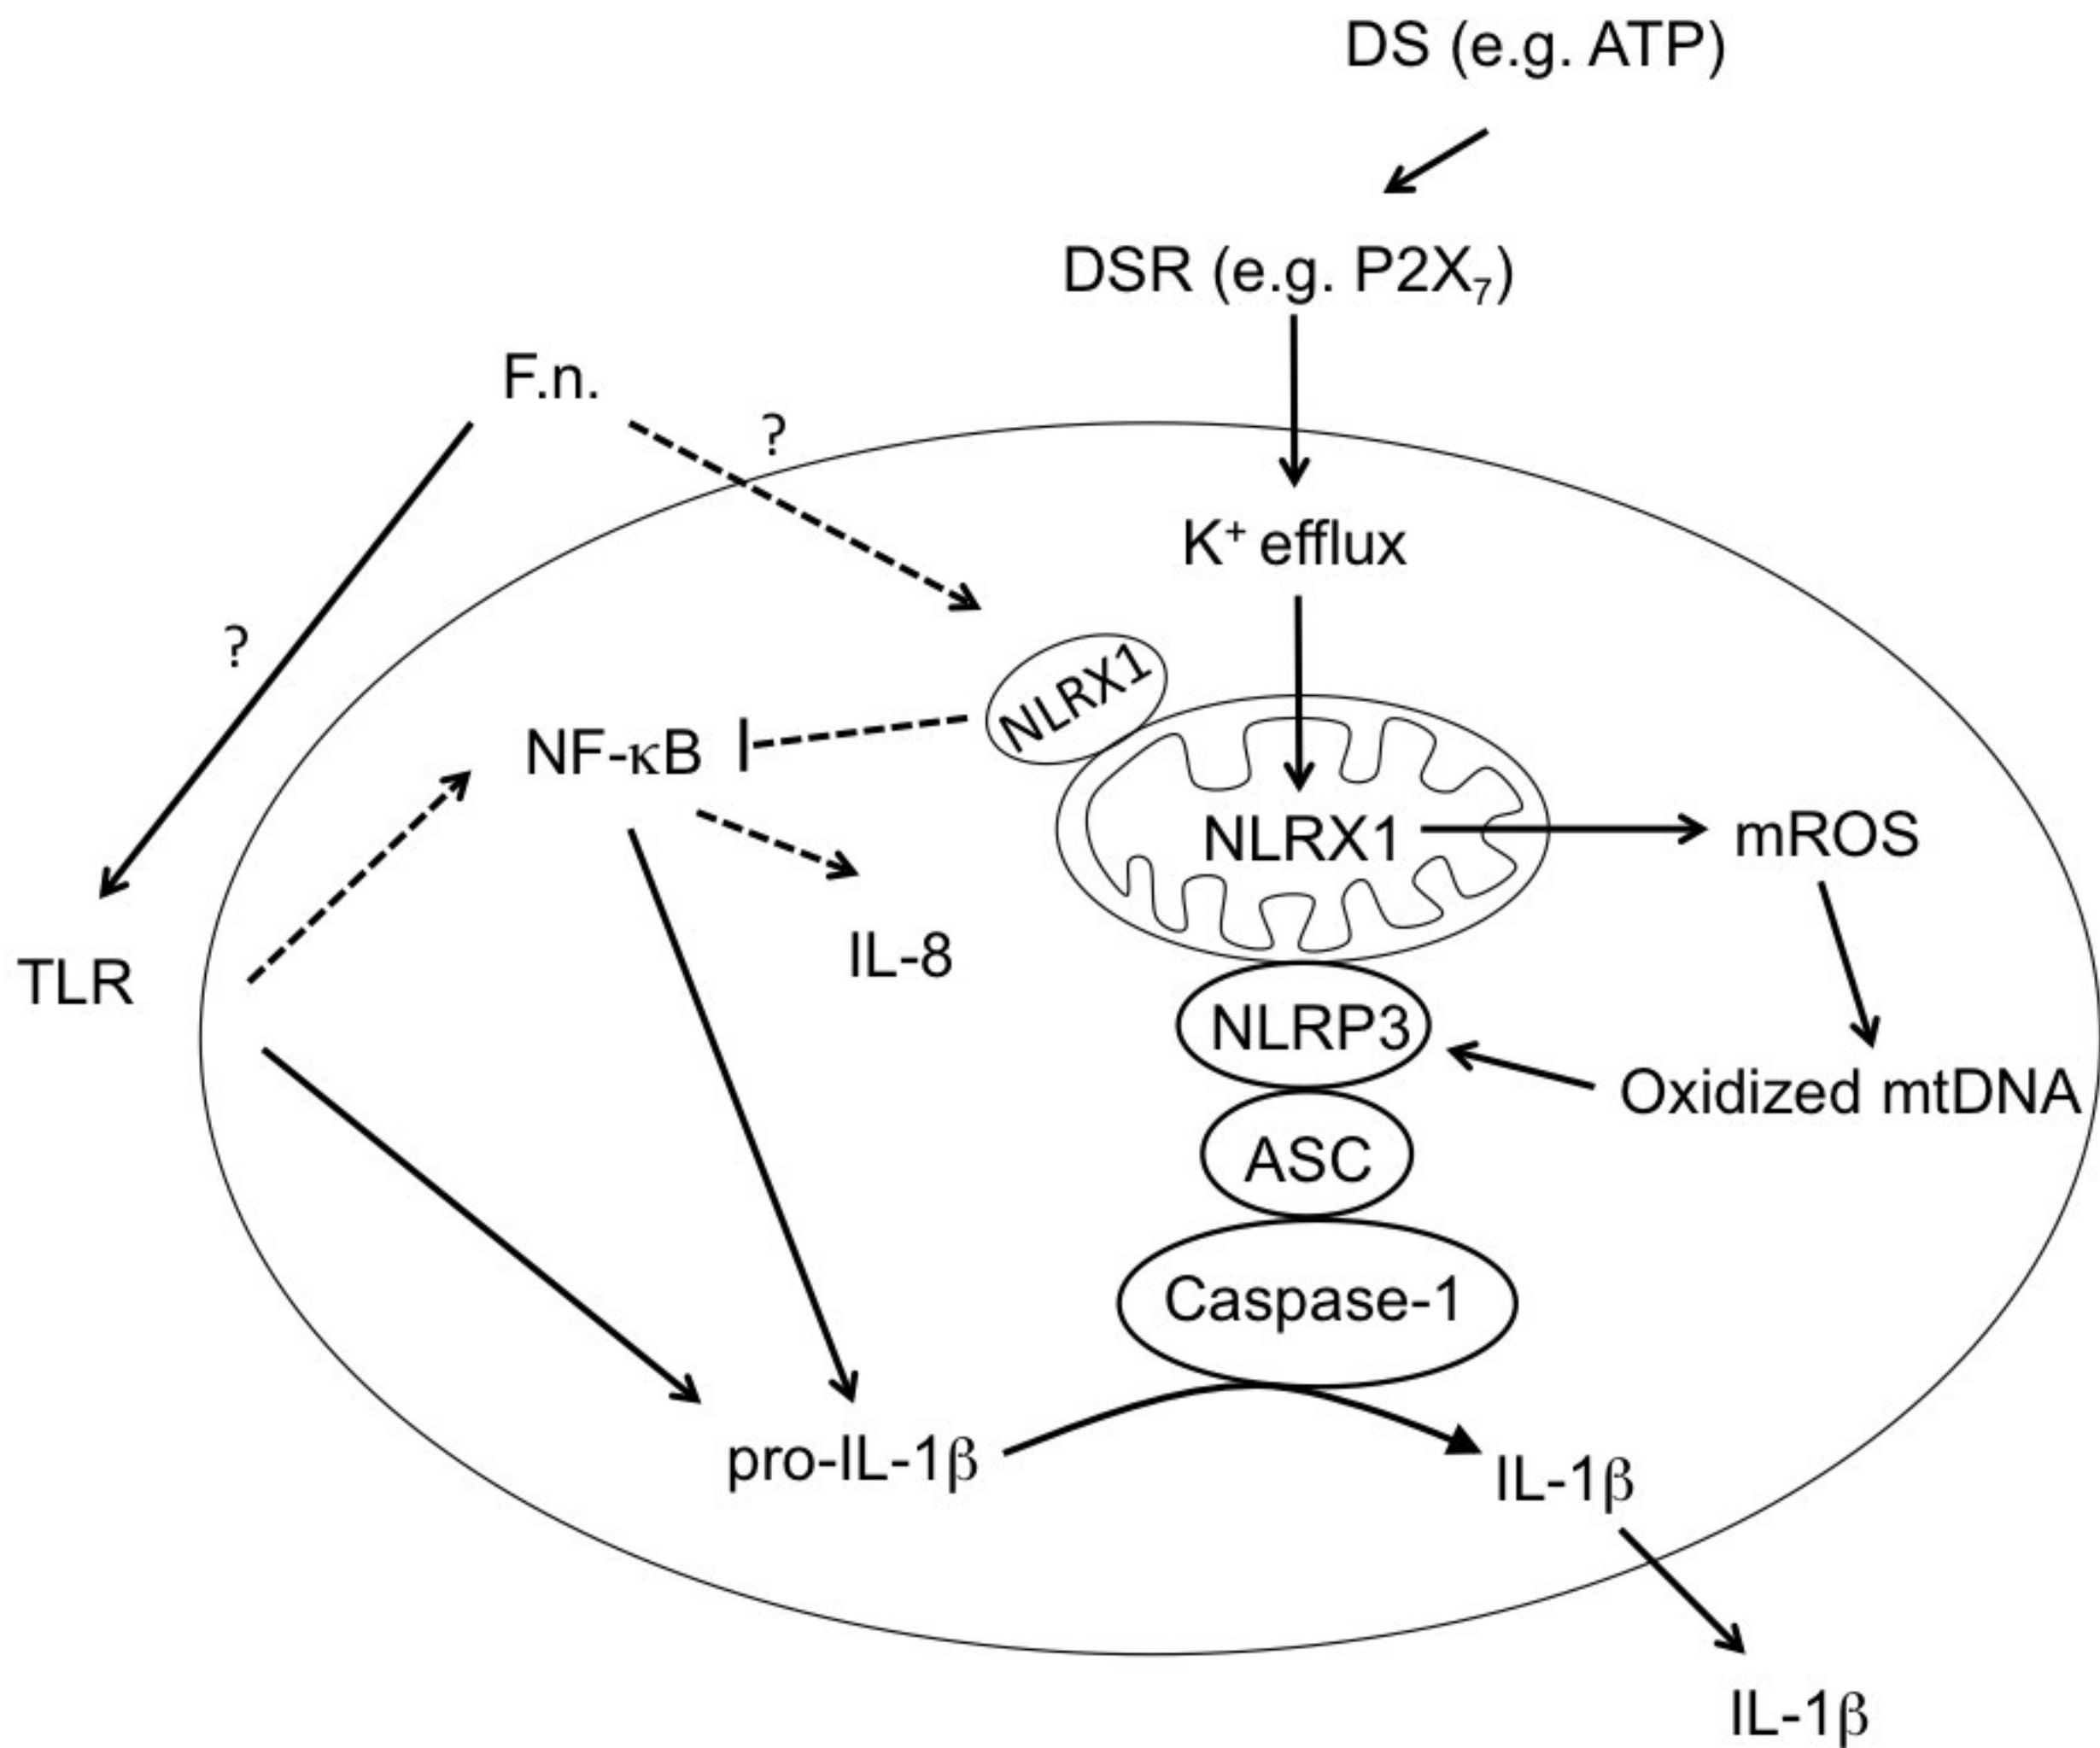 DS (e.g. ATP)
DSR (e.g. P2X₇)
F.n.
?
K⁺ efflux
?
NLRX1
NF-κB
NLRX1
mROS
IL-8
TLR
NLRP3
Oxidized mtDNA
ASC
Caspase-1
pro-IL-1β
IL-1β
IL-1β